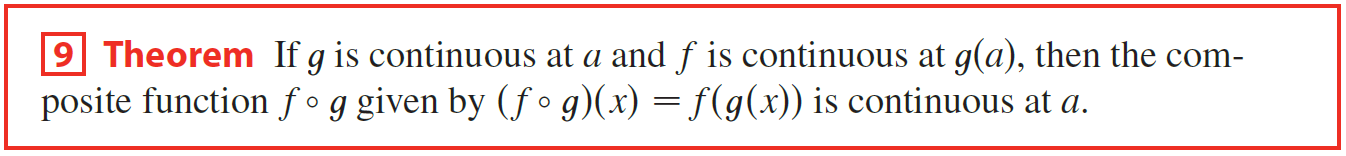 9 Theorem If g is continuous at a and f is continuous at g(a), then the com-
posite function f ∘ g given by (f ∘ g)(x) = f(g(x)) is continuous at a.